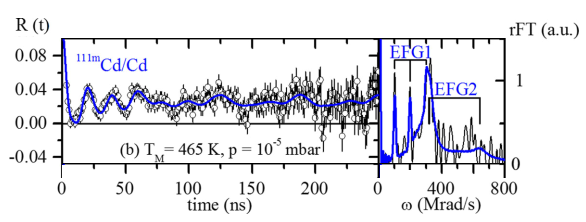 R (t)
rFT (a.u.)
0.08
0.04
0.00
-0.04
¹¹¹ᵐCd/Cd
(b) T_M = 465 K, p = 10⁻⁵ mbar
0 50 100 150 200
time (ns)
EFG1
EFG2
1
0
0 400 800
ω (Mrad/s)